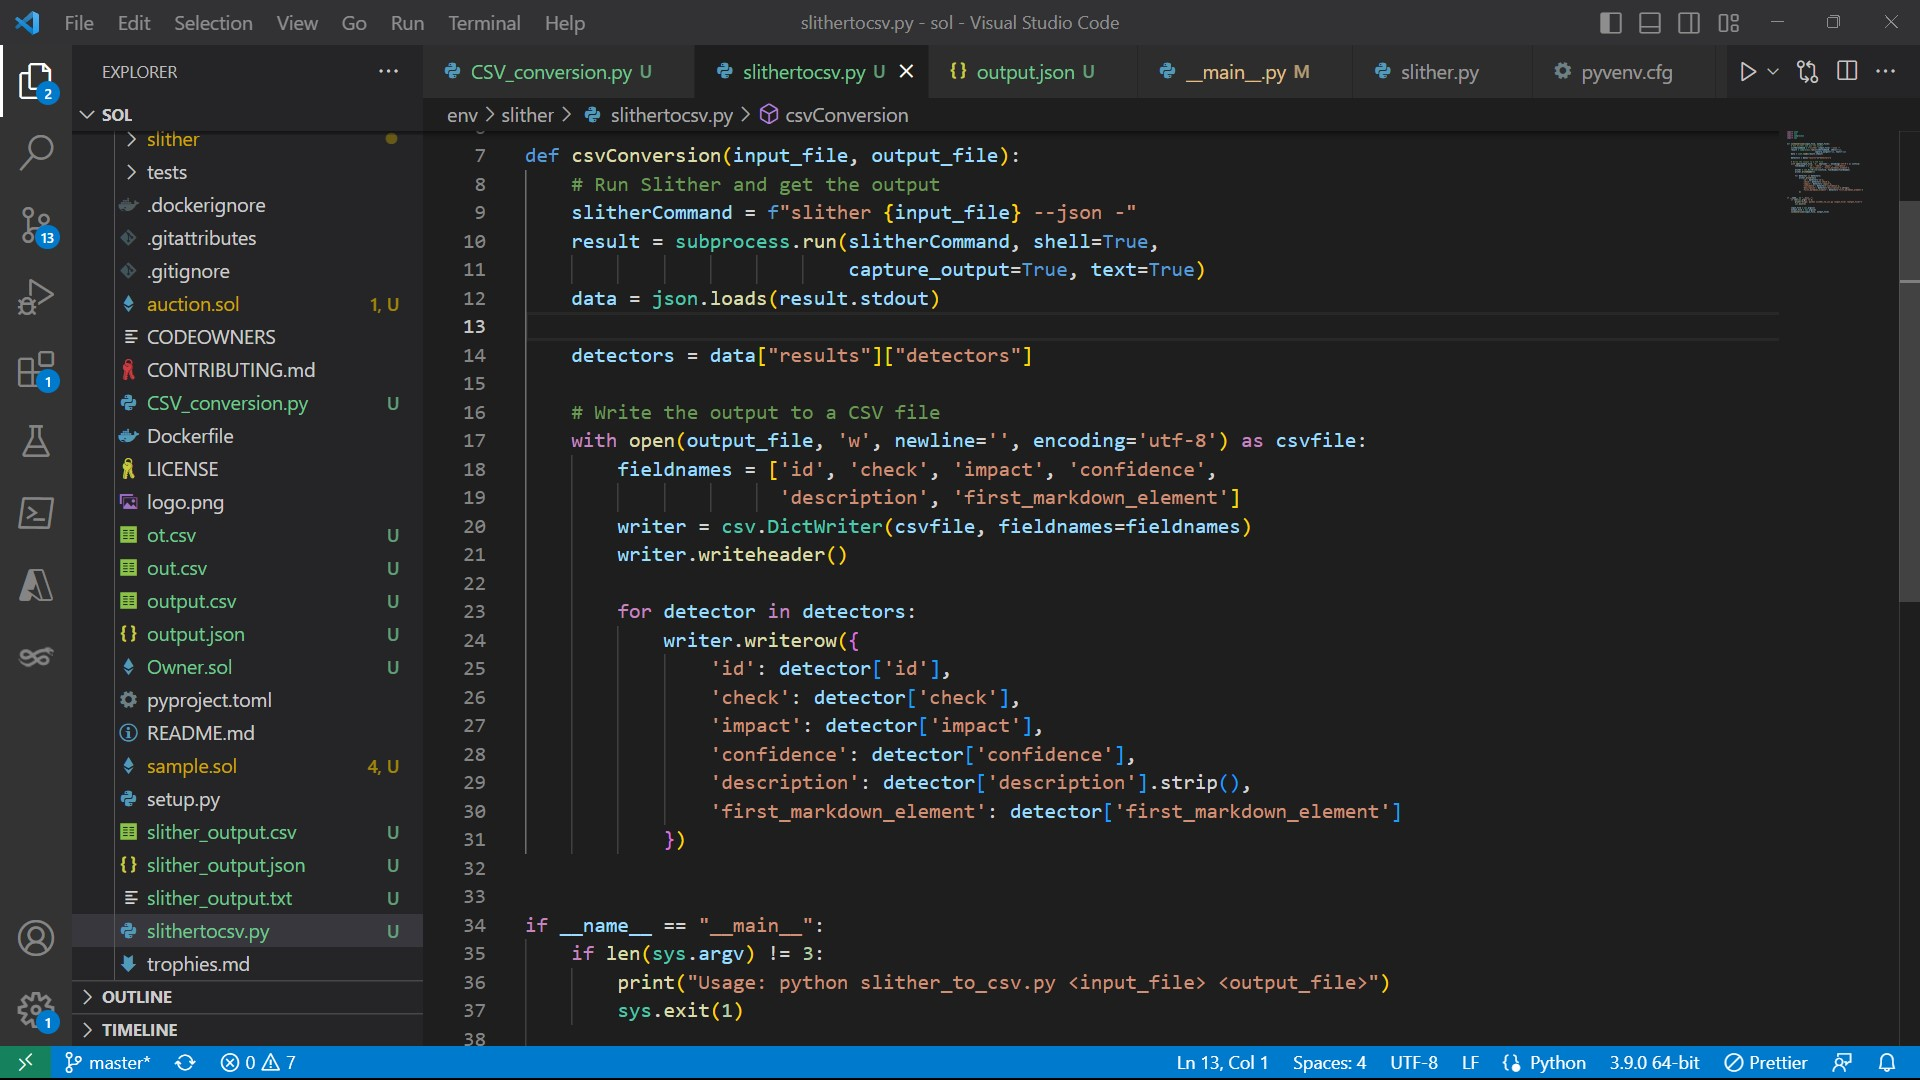 File Edit Selection View Go Run Terminal Help
slithertocsv.py - sol - Visual Studio Code
EXPLORER
SOL
slither
tests
.dockerignore
.gitattributes
.gitignore
auction.sol 1, U
CODEOWNERS
CONTRIBUTING.md
CSV_conversion.py U
Dockerfile
LICENSE
logo.png
ot.csv U
out.csv U
output.csv U
output.json U
Owner.sol U
pyproject.toml
README.md
sample.sol 4, U
setup.py
slither_output.csv U
slither_output.json U
slither_output.txt U
slithertocsv.py U
trophies.md
OUTLINE
TIMELINE
2
13
1
1
CSV_conversion.py U slithertocsv.py U output.json U __main__.py M slither.py pyvenv.cfg
env > slither > slithertocsv.py > csvConversion
7 def csvConversion(input_file, output_file):
8 # Run Slither and get the output
9 slitherCommand = f"slither {input_file} --json -"
10 result = subprocess.run(slitherCommand, shell=True,
11 capture_output=True, text=True)
12 data = json.loads(result.stdout)
13
14 detectors = data["results"]["detectors"]
15
16 # Write the output to a CSV file
17 with open(output_file, 'w', newline='', encoding='utf-8') as csvfile:
18 fieldnames = ['id', 'check', 'impact', 'confidence',
19 'description', 'first_markdown_element']
20 writer = csv.DictWriter(csvfile, fieldnames=fieldnames)
21 writer.writeheader()
22
23 for detector in detectors:
24 writer.writerow({
25 'id': detector['id'],
26 'check': detector['check'],
27 'impact': detector['impact'],
28 'confidence': detector['confidence'],
29 'description': detector['description'].strip(),
30 'first_markdown_element': detector['first_markdown_element']
31 })
32
33
34 if __name__ == "__main__":
35 if len(sys.argv) != 3:
36 print("Usage: python slither_to_csv.py <input_file> <output_file>")
37 sys.exit(1)
38
master* 0 7 Ln 13, Col 1 Spaces: 4 UTF-8 LF Python 3.9.0 64-bit Prettier